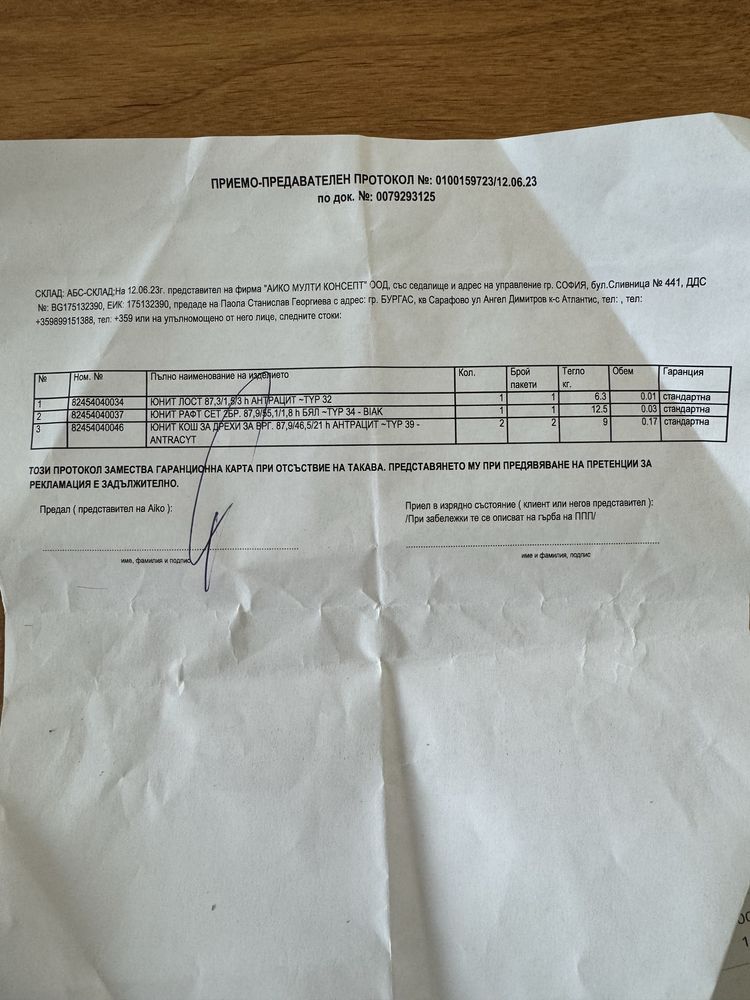 ПРИЕМО-ПРЕДАВАТЕЛЕН ПРОТОКОЛ №: 0100159723/12.06.23
по док. №: 0079293125
СКЛАД: АБС-СКЛАД;На 12.06.23г. представител на фирма "АИКО МУЛТИ КОНСЕПТ" ООД, със седалище и адрес на управление гр. СОФИЯ, бул.Сливница № 441, ДДС
№: BG175132390, ЕИК: 175132390, предаде на Паола Станислав Георгиева с адрес: гр. БУРГАС, кв Сарафово ул Ангел Димитров к-с Атлантис, тел: , тел:
+359899151388, тел: +359 или на упълномощено от него лице, следните стоки:
№ Ном. № Пълно наименование на изделието Кол. Брой пакети Тегло кг. Обем Гаранция
1 82454040034 ЮНИТ ЛОСТ 87,3/1,5/3 h АНТРАЦИТ ~TYP 32 1 1 6.3 0.01 стандартна
2 82454040037 ЮНИТ РАФТ СЕТ 2БР. 87,9/55,1/1,8 h БЯЛ ~TYP 34 - BIAK 1 1 12.5 0.03 стандартна
3 82454040046 ЮНИТ КОШ ЗА ДРЕХИ ЗА ВРГ. 87,9/46,5/21 h АНТРАЦИТ ~TYP 39 - 2 2 9 0.17 стандартна
ANTRACYT
ТОЗИ ПРОТОКОЛ ЗАМЕСТВА ГАРАНЦИОННА КАРТА ПРИ ОТСЪСТВИЕ НА ТАКАВА. ПРЕДСТАВЯНЕТО МУ ПРИ ПРЕДЯВЯВАНЕ НА ПРЕТЕНЦИИ ЗА
РЕКЛАМАЦИЯ Е ЗАДЪЛЖИТЕЛНО.
Предал ( представител на Aiko ):
Приел в изрядно състояние ( клиент или негов представител ):
/При забележки те се описват на гърба на ППП/
име, фамилия и подпис
име и фамилия, подпис